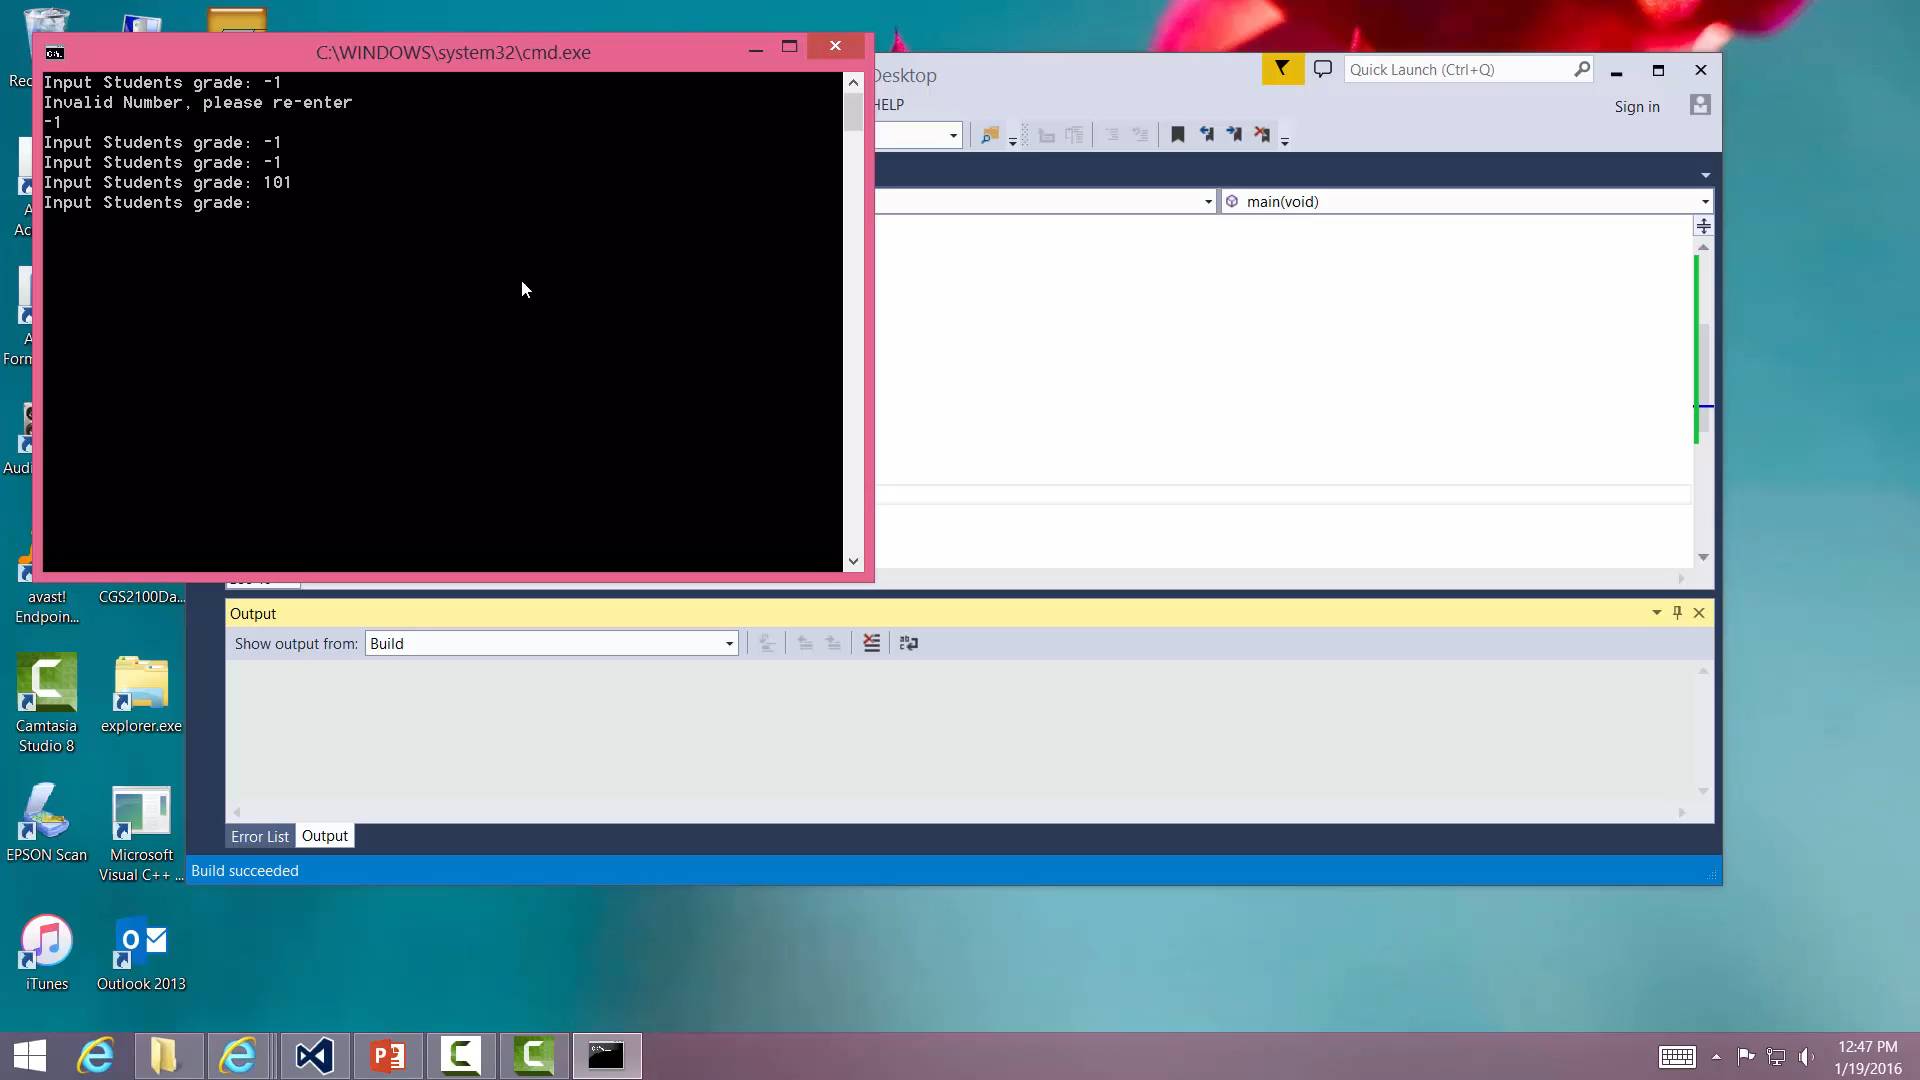 C:\WINDOWS\system32\cmd.exe
Input Students grade: -1
Invalid Number, please re-enter
-1
Input Students grade: -1
Input Students grade: -1
Input Students grade: 101
Input Students grade:
Desktop
Quick Launch (Ctrl+Q)
HELP
Sign in
main(void)
Output
Show output from:
Build
Error List
Output
Build succeeded
avast!
Endpoin...
CGS2100Da...
Camtasia
Studio 8
explorer.exe
EPSON Scan
Microsoft
Visual C++ ...
iTunes
Outlook 2013
12:47 PM
1/19/2016